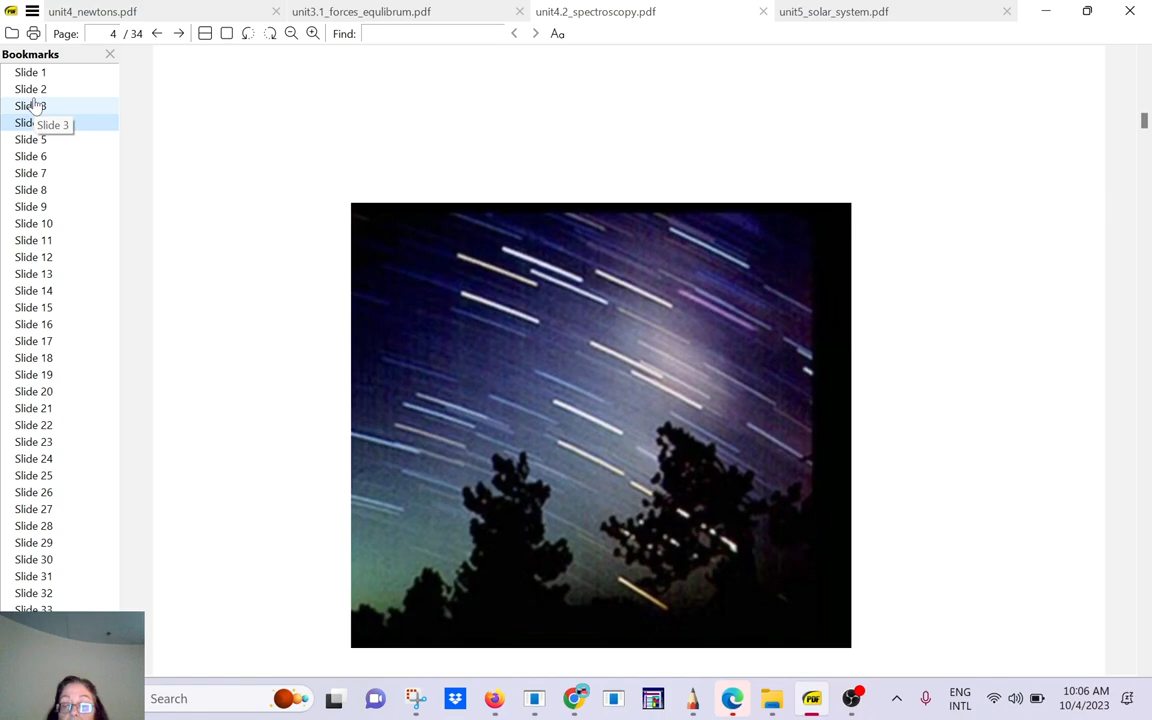 unit4_newtons.pdf unit3.1_forces_equlibrum.pdf unit4.2_spectroscopy.pdf unit5_solar_system.pdf
Page: 4 / 34 Find: Aa
Bookmarks
Slide 1
Slide 2
Slide 3
Slide 5
Slide 6
Slide 7
Slide 8
Slide 9
Slide 10
Slide 11
Slide 12
Slide 13
Slide 14
Slide 15
Slide 16
Slide 17
Slide 18
Slide 19
Slide 20
Slide 21
Slide 22
Slide 23
Slide 24
Slide 25
Slide 26
Slide 27
Slide 28
Slide 29
Slide 30
Slide 31
Slide 32
Slide 33
Search
ENG
INTL
10:06 AM
10/4/2023